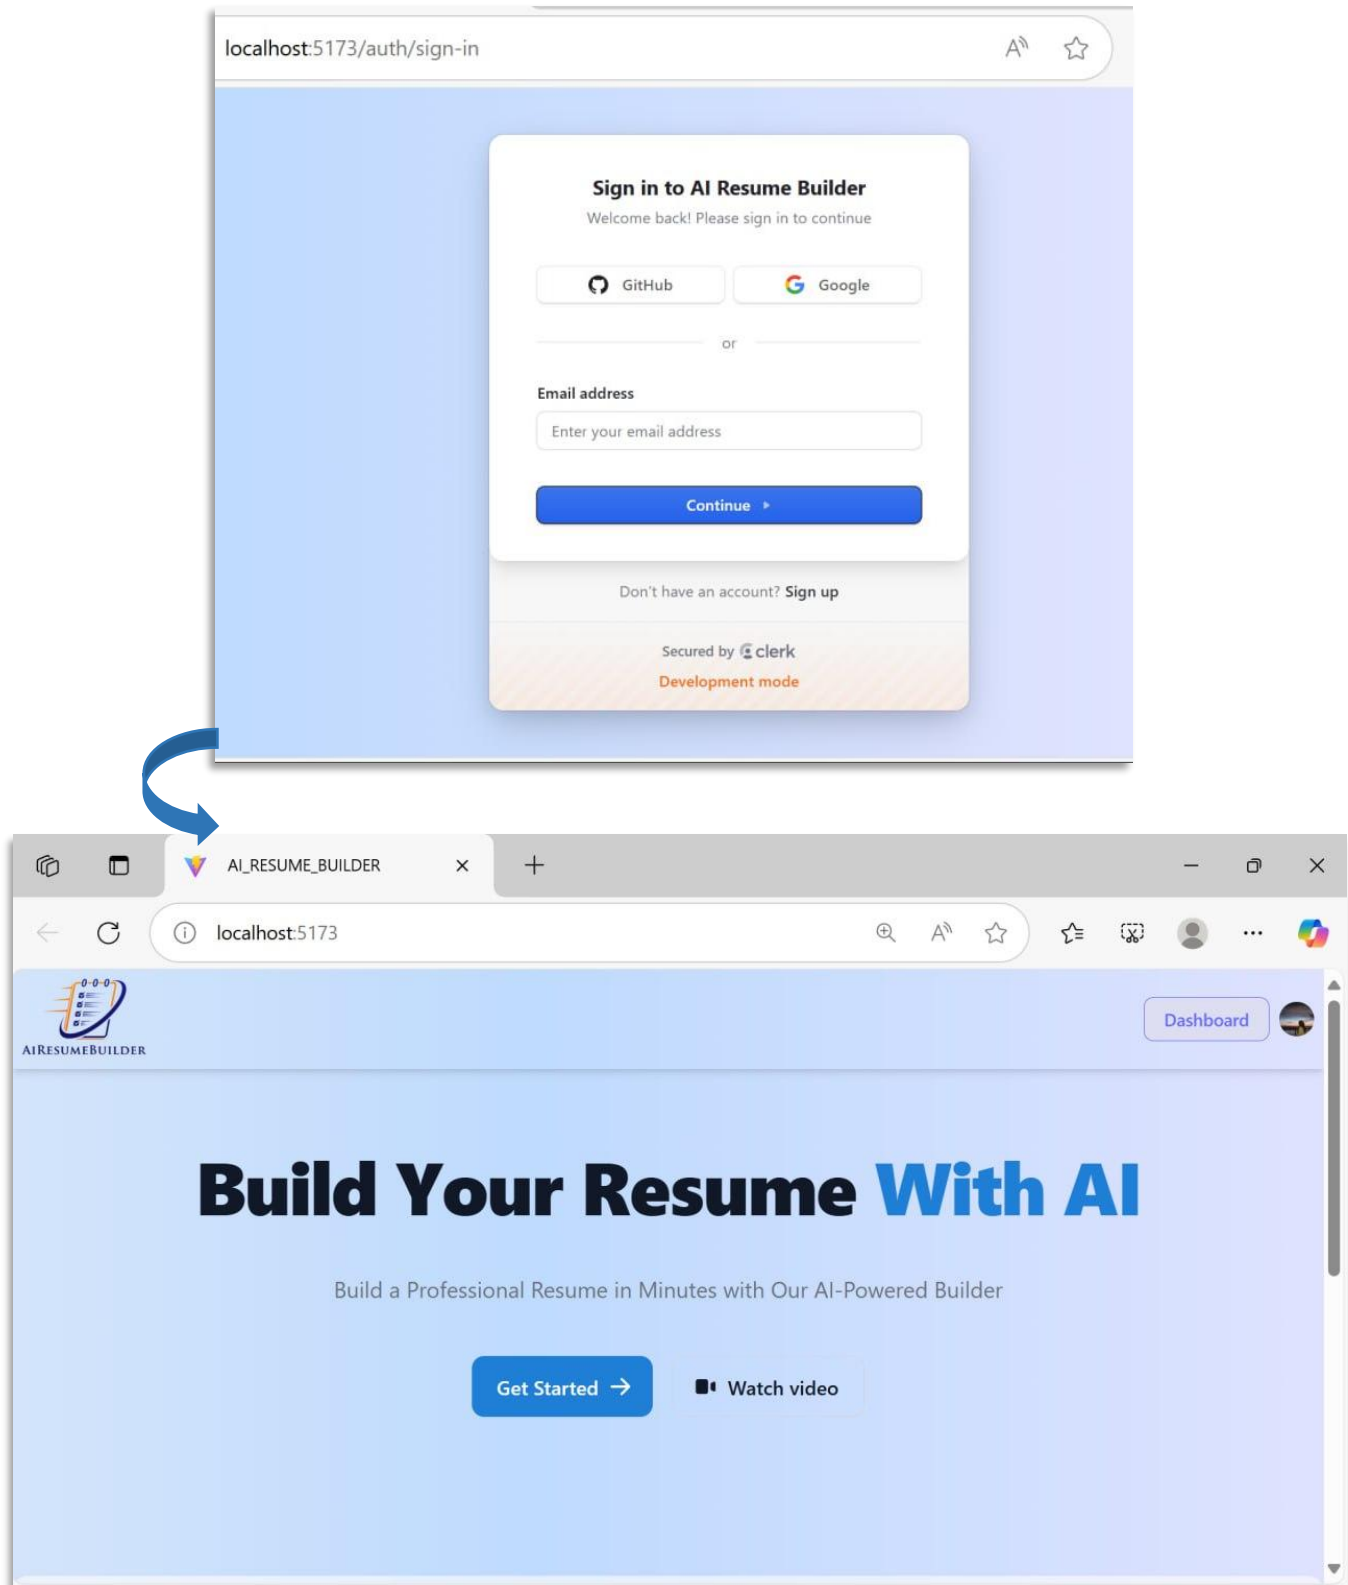 localhost:5173/auth/sign-in
Sign in to AI Resume Builder
Welcome back! Please sign in to continue
GitHub
Google
or
Email address
Enter your email address
Continue
Don't have an account? Sign up
Secured by clerk
Development mode
AI_RESUME_BUILDER
localhost:5173
AIRESUMEBUILDER
Dashboard
Build Your Resume With AI
Build a Professional Resume in Minutes with Our AI-Powered Builder
Get Started
Watch video